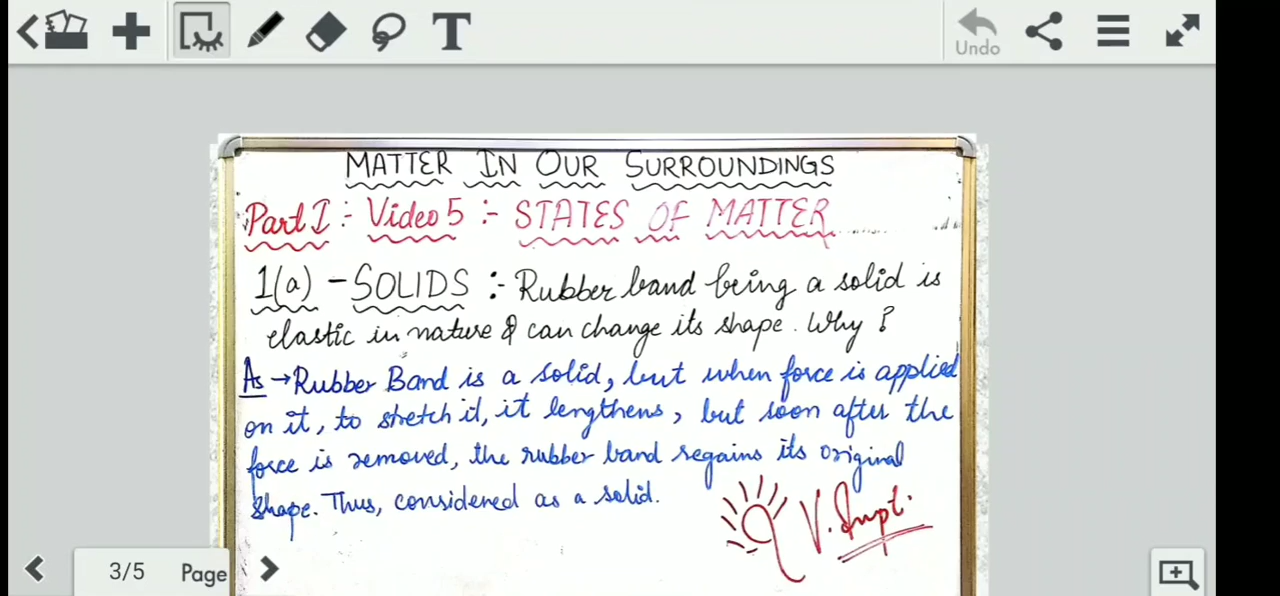 T
Undo
MATTER IN OUR SURROUNDINGS
Part I :- Video 5 :- STATES OF MATTER
1(a) - SOLIDS :- Rubber band being a solid is
elastic in nature & can change its shape. Why?
As → Rubber Band is a solid, but when force is applied
on it, to stretch it, it lengthens, but soon after the
force is removed, the rubber band regains its original
shape. Thus, considered as a solid.
V. Impt.
3/5 Page